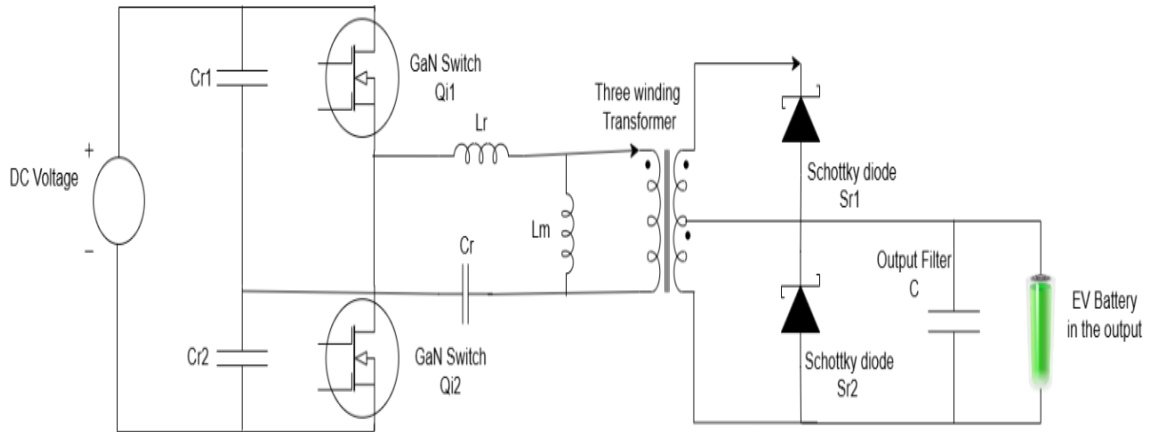 Cr1
GaN Switch
Qi1
+
DC Voltage
−
Lr
Three winding
Transformer
Schottky diode
Sr1
Lm
Cr
Output Filter
C
EV Battery
in the output
Cr2
GaN Switch
Qi2
Schottky diode
Sr2